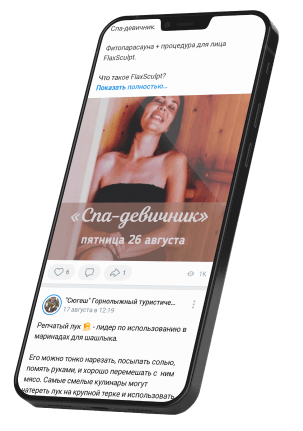 Спа-девичник.
Фитопарасауна + процедура для лица
FlaxSculpt.
Что такое FlaxSculpt?
Показать полностью...
«Спа-девичник»
пятница 26 августа
6
1
1K
"Сюгеш" Горнолыжный туристиче...
17 августа в 12:19
Репчатый лук - лидер по использованию в
маринадах для шашлыка.
Его можно тонко нарезать, посыпать солью,
помять руками, и хорошо перемешать с ним
мясо. Самые смелые кулинары могут
натереть лук на крупной терке и использовать